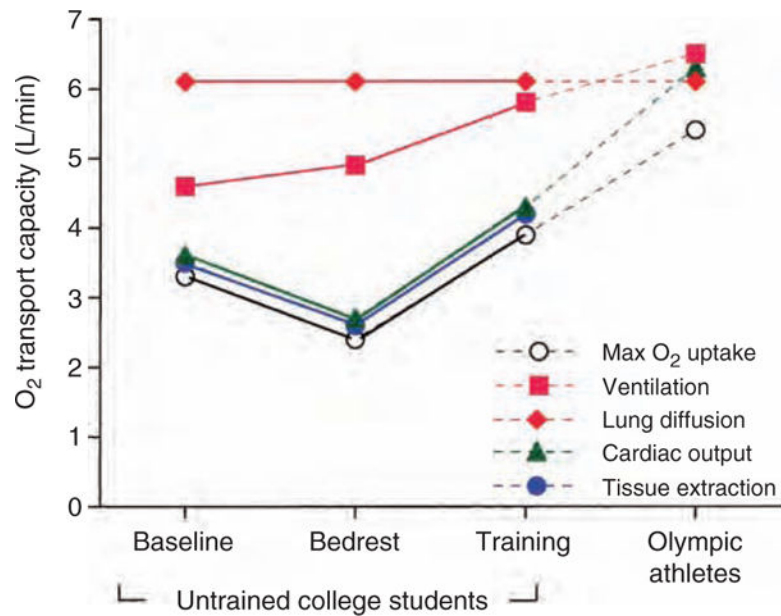 O2 transport capacity (L/min)
7
6
5
4
3
2
1
0
Max O2 uptake
Ventilation
Lung diffusion
Cardiac output
Tissue extraction
Baseline
Bedrest
Training
Olympic
athletes
Untrained college students